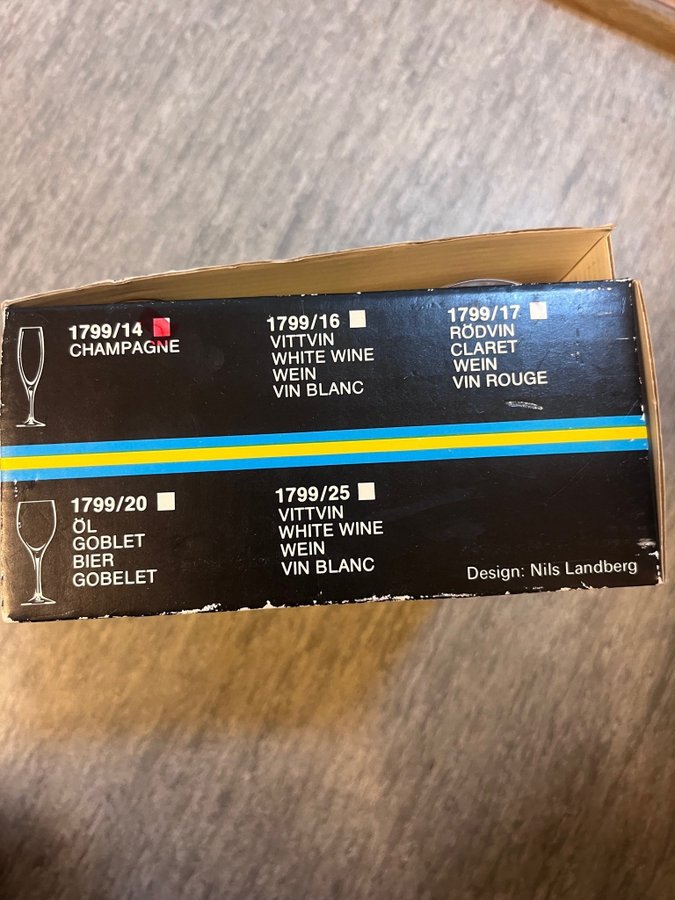 1799/14
CHAMPAGNE
1799/16
VITTVIN
WHITE WINE
WEIN
VIN BLANC
1799/17
RÖDVIN
CLARET
WEIN
VIN ROUGE
1799/20
ÖL
GOBLET
BIER
GOBELET
1799/25
VITTVIN
WHITE WINE
WEIN
VIN BLANC
Design: Nils Landberg